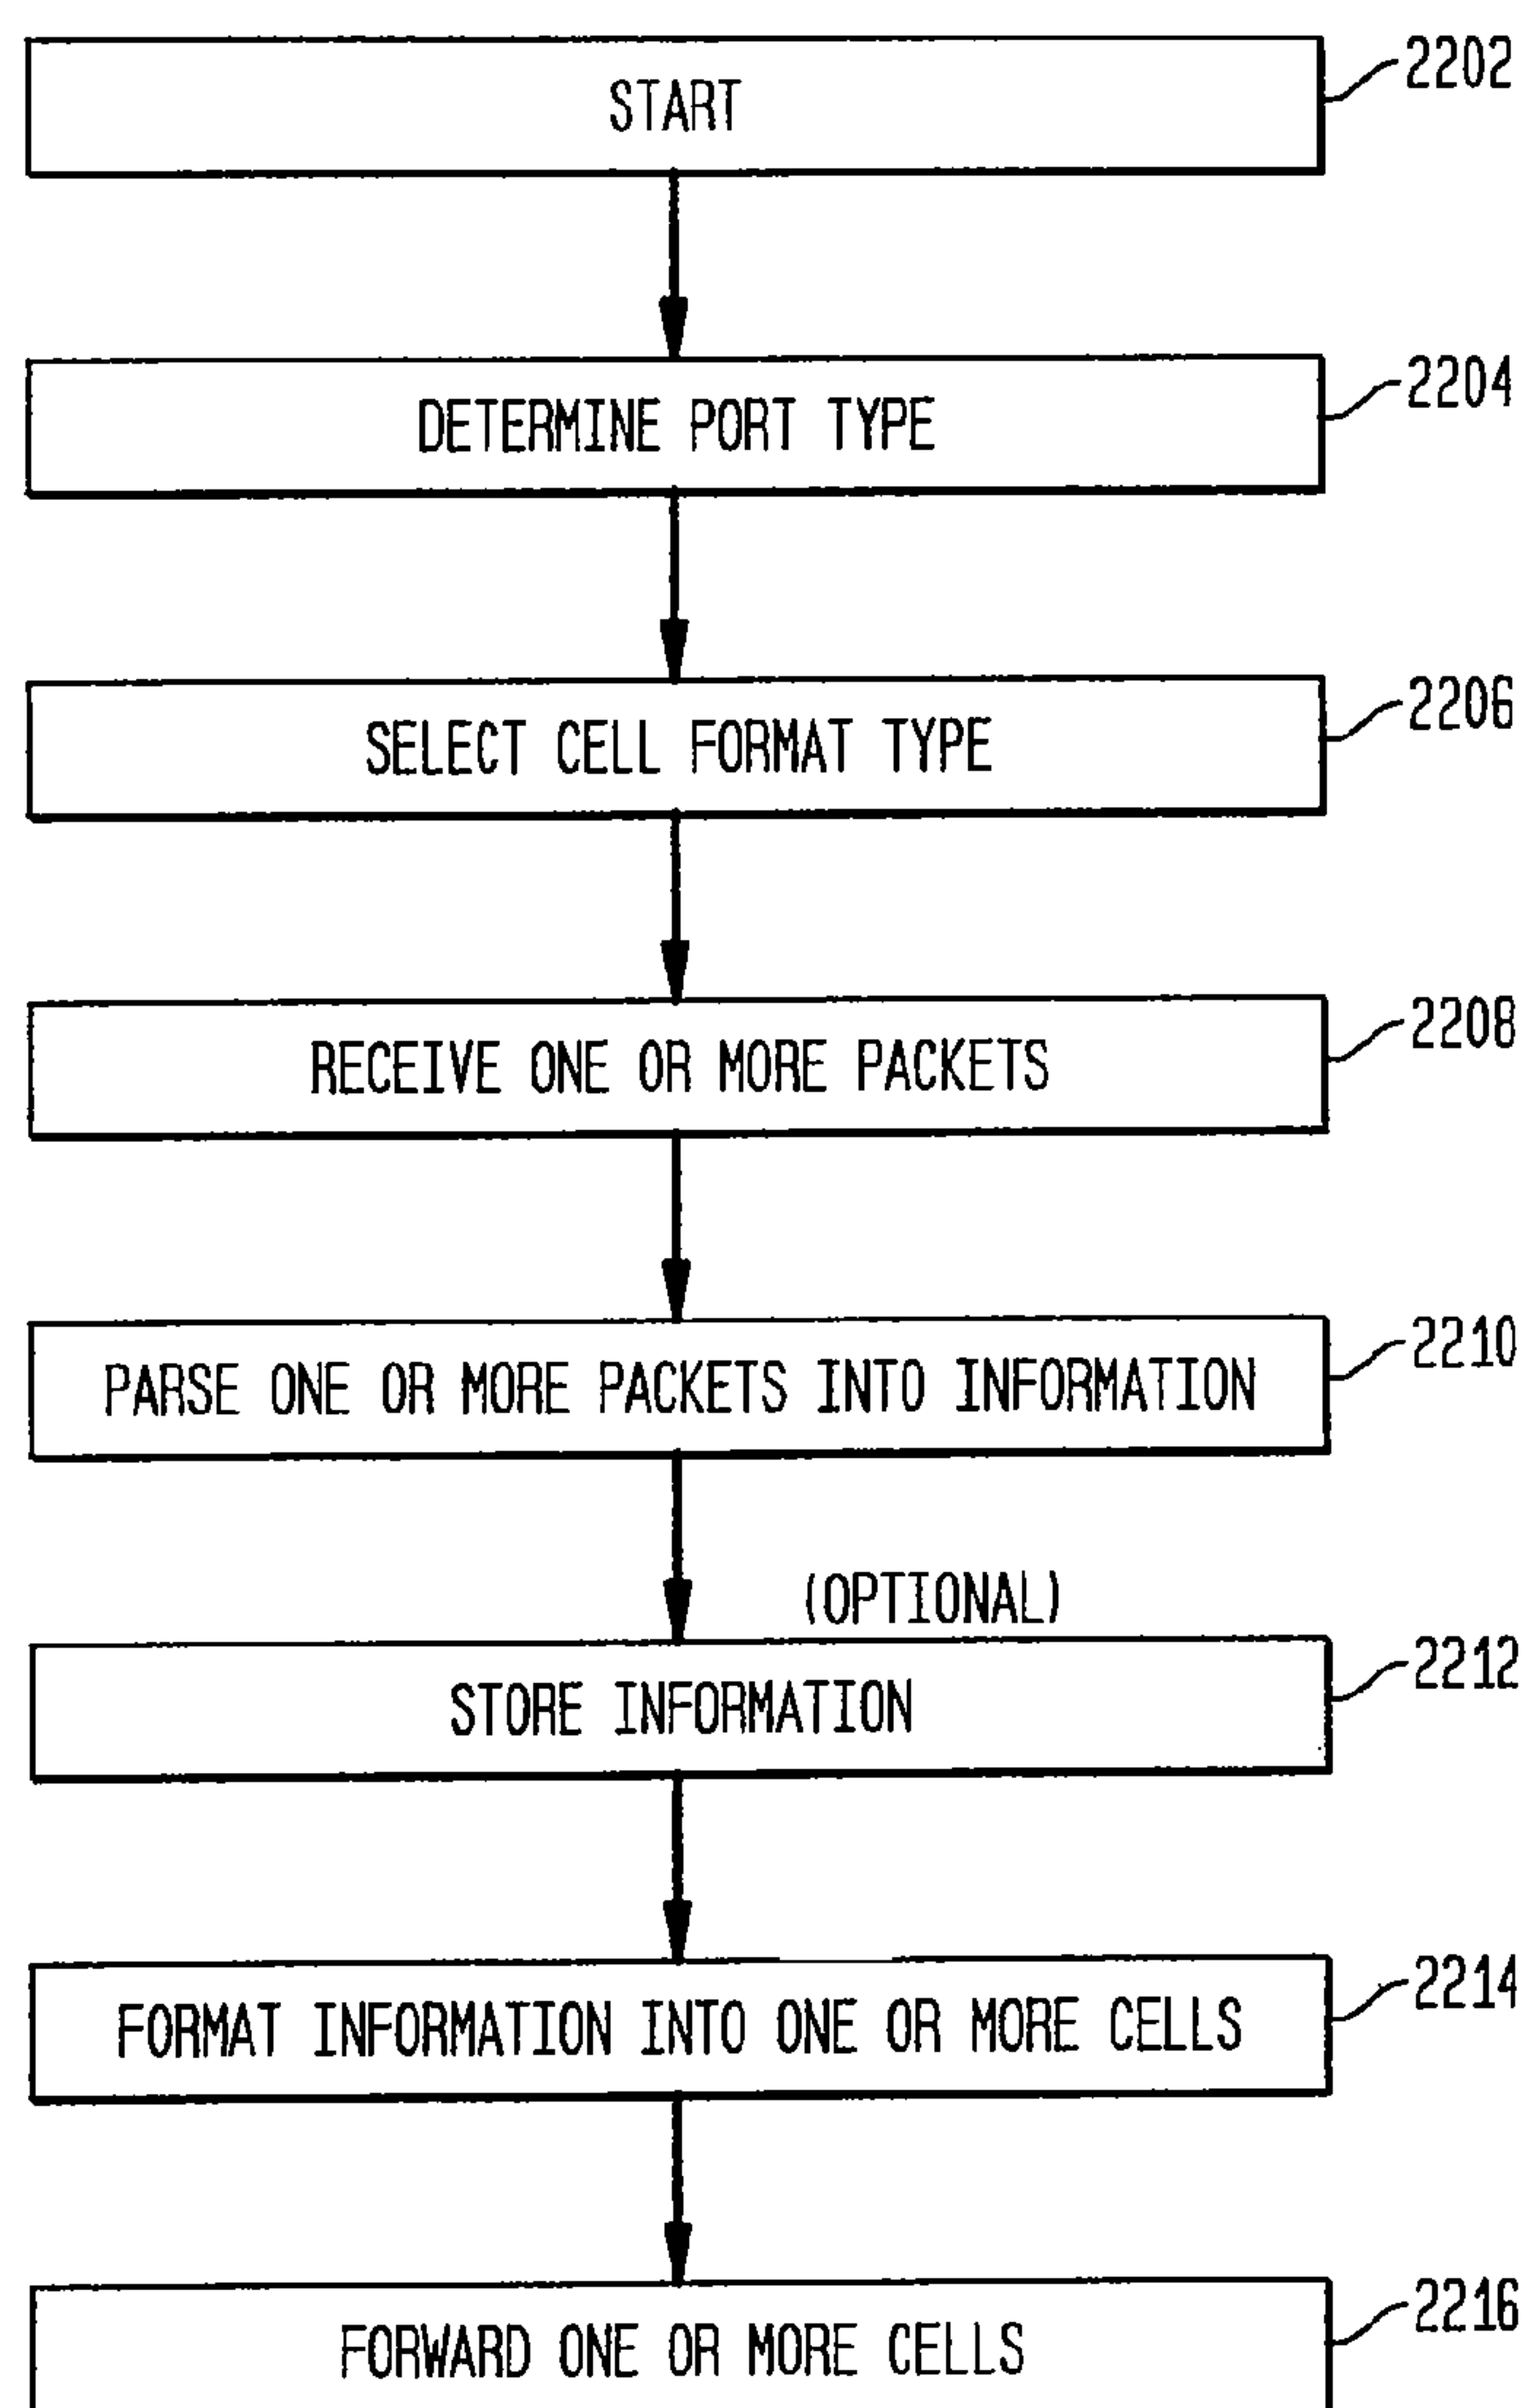 START
2202
DETERMINE PORT TYPE
2204
SELECT CELL FORMAT TYPE
2206
RECEIVE ONE OR MORE PACKETS
2208
PARSE ONE OR MORE PACKETS INTO INFORMATION
2210
(OPTIONAL)
STORE INFORMATION
2212
FORMAT INFORMATION INTO ONE OR MORE CELLS
2214
FORWARD ONE OR MORE CELLS
2216